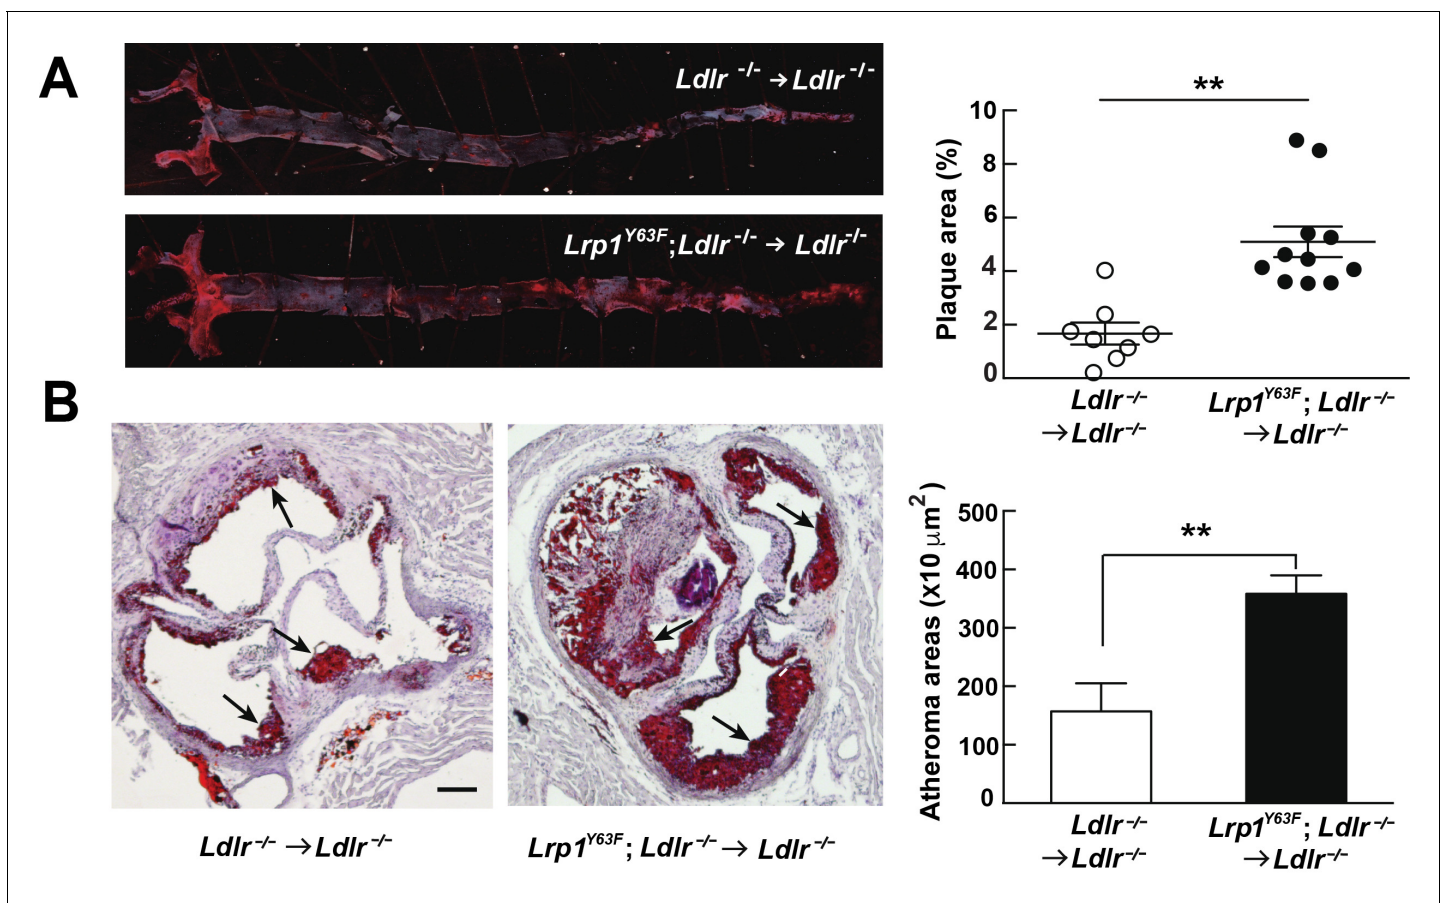 A
Ldlr -/- → Ldlr -/-
Lrp1Y63F;Ldlr-/- → Ldlr-/-
**
Plaque area (%)
10
8
6
4
2
0
Ldlr-/-
→Ldlr-/-
Lrp1Y63F; Ldlr-/-
→Ldlr-/-
B
Ldlr-/- →Ldlr-/-
Lrp1Y63F; Ldlr-/- → Ldlr-/-
**
Atheroma areas (x10 μm2)
500
400
300
200
100
0
Ldlr-/-
→Ldlr-/-
Lrp1Y63F; Ldlr-/-
→Ldlr-/-